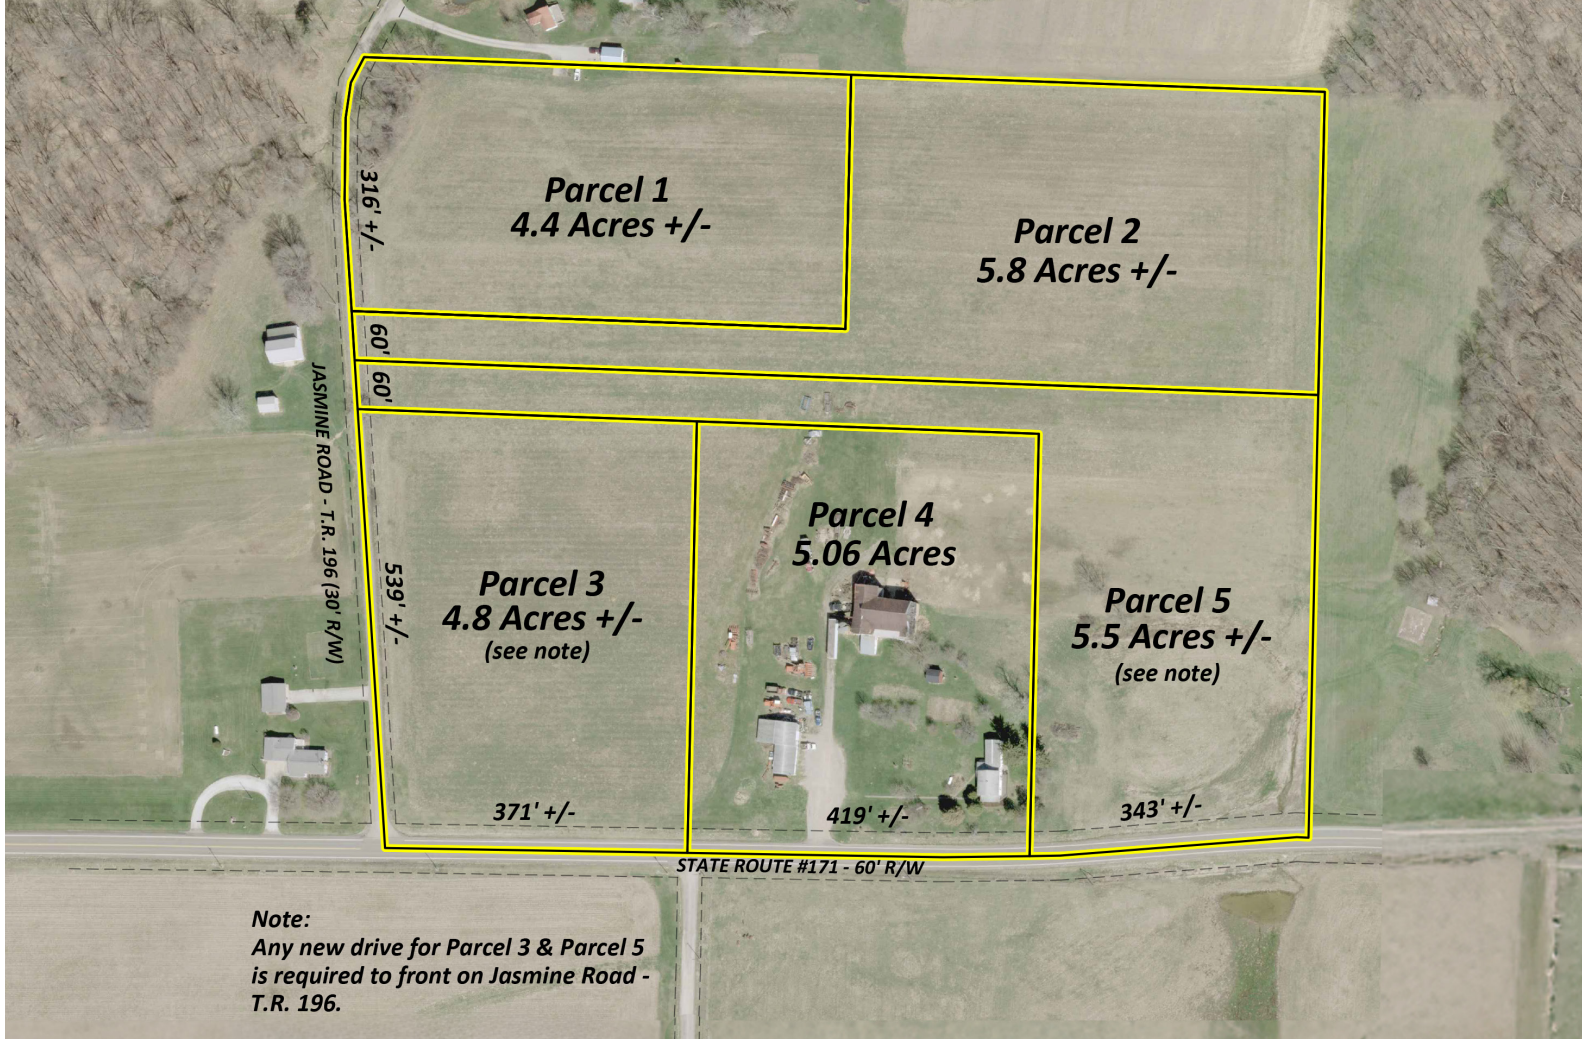 Parcel 1
4.4 Acres +/-
316' +/-
Parcel 2
5.8 Acres +/-
60'
60'
JASMINE ROAD - T.R. 196 (30' R/W)
539' +/-
Parcel 3
4.8 Acres +/-
(see note)
Parcel 4
5.06 Acres
Parcel 5
5.5 Acres +/-
(see note)
371' +/-
419' +/-
343' +/-
STATE ROUTE #171 - 60' R/W
Note:
Any new drive for Parcel 3 & Parcel 5
is required to front on Jasmine Road -
T.R. 196.